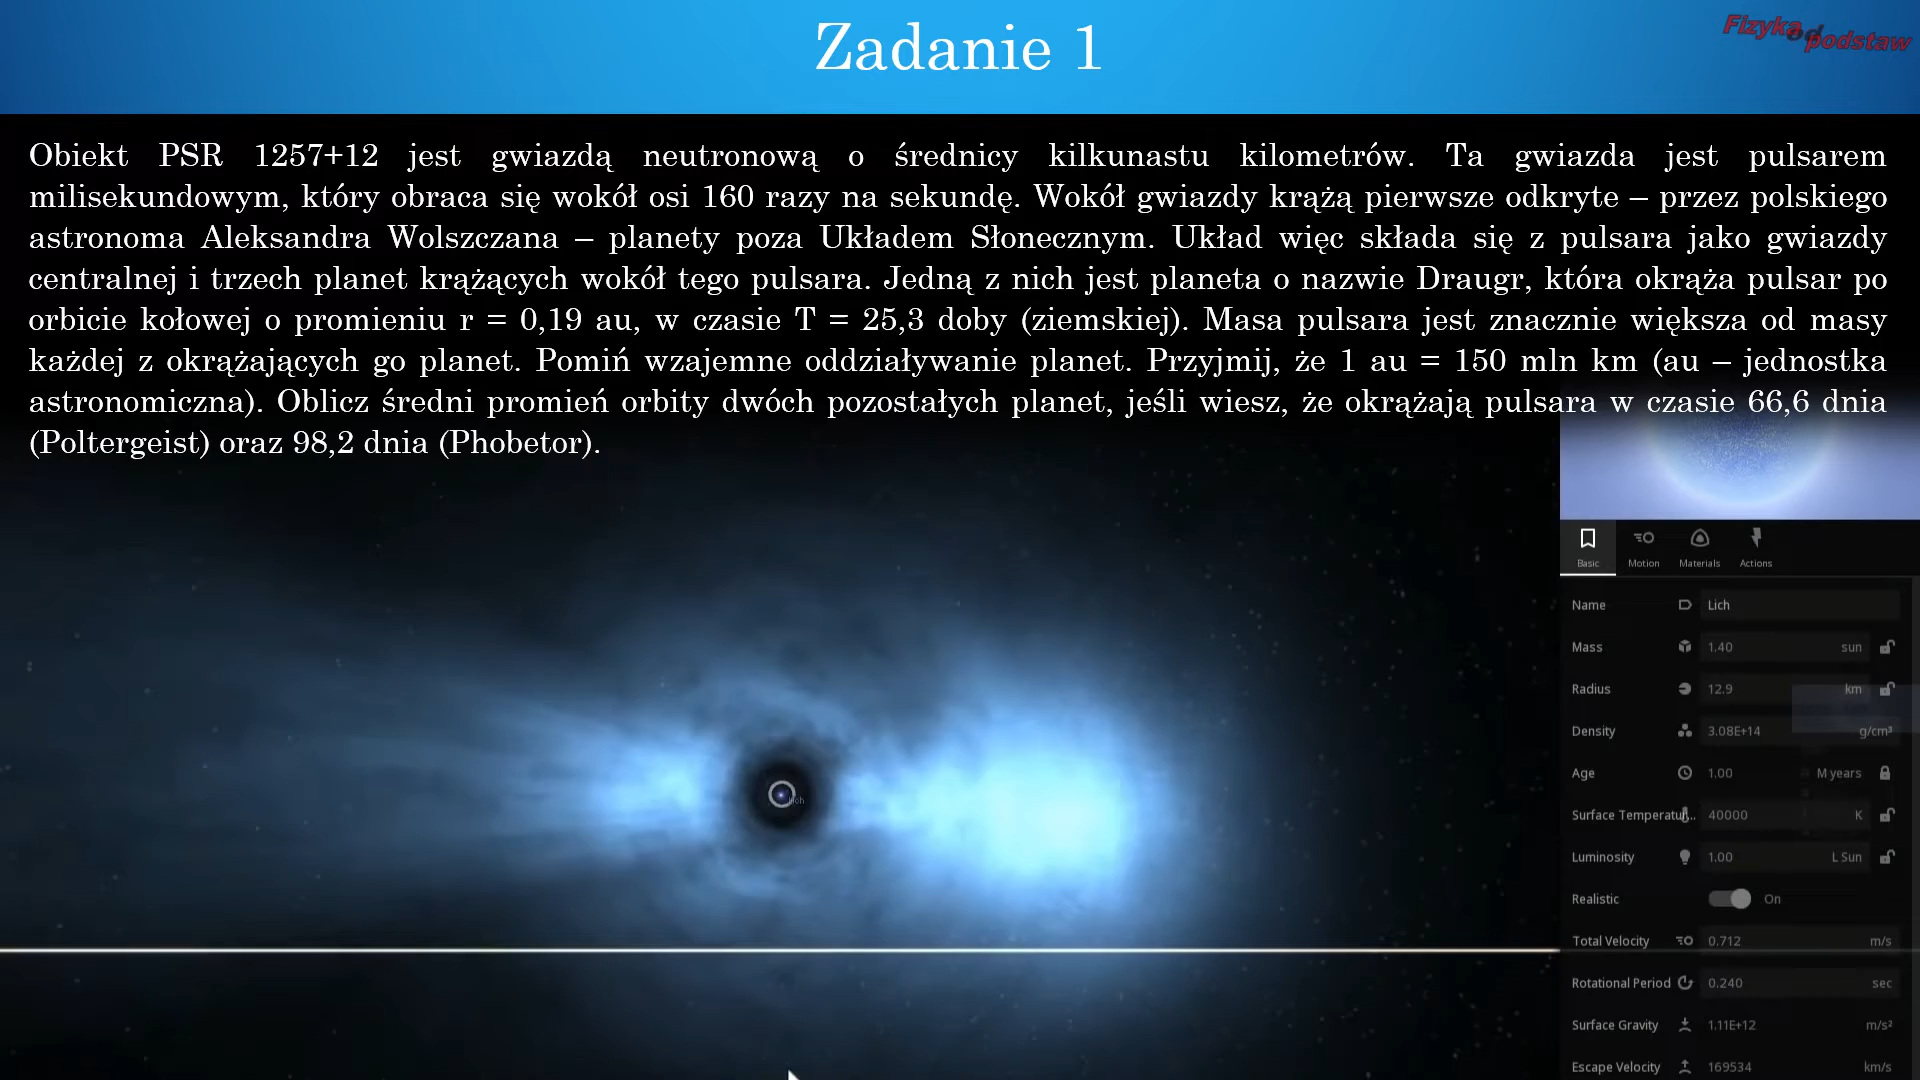 Zadanie 1
Fizyka od podstaw
Obiekt PSR 1257+12 jest gwiazdą neutronową o średnicy kilkunastu kilometrów. Ta gwiazda jest pulsarem
milisekundowym, który obraca się wokół osi 160 razy na sekundę. Wokół gwiazdy krążą pierwsze odkryte – przez polskiego
astronoma Aleksandra Wolszczana – planety poza Układem Słonecznym. Układ więc składa się z pulsara jako gwiazdy
centralnej i trzech planet krążących wokół tego pulsara. Jedną z nich jest planeta o nazwie Draugr, która okrąża pulsar po
orbicie kołowej o promieniu r = 0,19 au, w czasie T = 25,3 doby (ziemskiej). Masa pulsara jest znacznie większa od masy
każdej z okrążających go planet. Pomiń wzajemne oddziaływanie planet. Przyjmij, że 1 au = 150 mln km (au – jednostka
astronomiczna). Oblicz średni promień orbity dwóch pozostałych planet, jeśli wiesz, że okrążają pulsara w czasie 66,6 dnia
(Poltergeist) oraz 98,2 dnia (Phobetor).
Basic Motion Materials Actions
Name Lich
Mass 1.40 sun
Radius 12.9 km
Density 3.08E+14 g/cm³
Age 1.00 M years
Lich
Surface Temperatur... 40000 K
Luminosity 1.00 L Sun
Realistic On
Total Velocity 0.712 m/s
Rotational Period 0.240 sec
Surface Gravity 1.11E+12 m/s²
Escape Velocity 169534 km/s